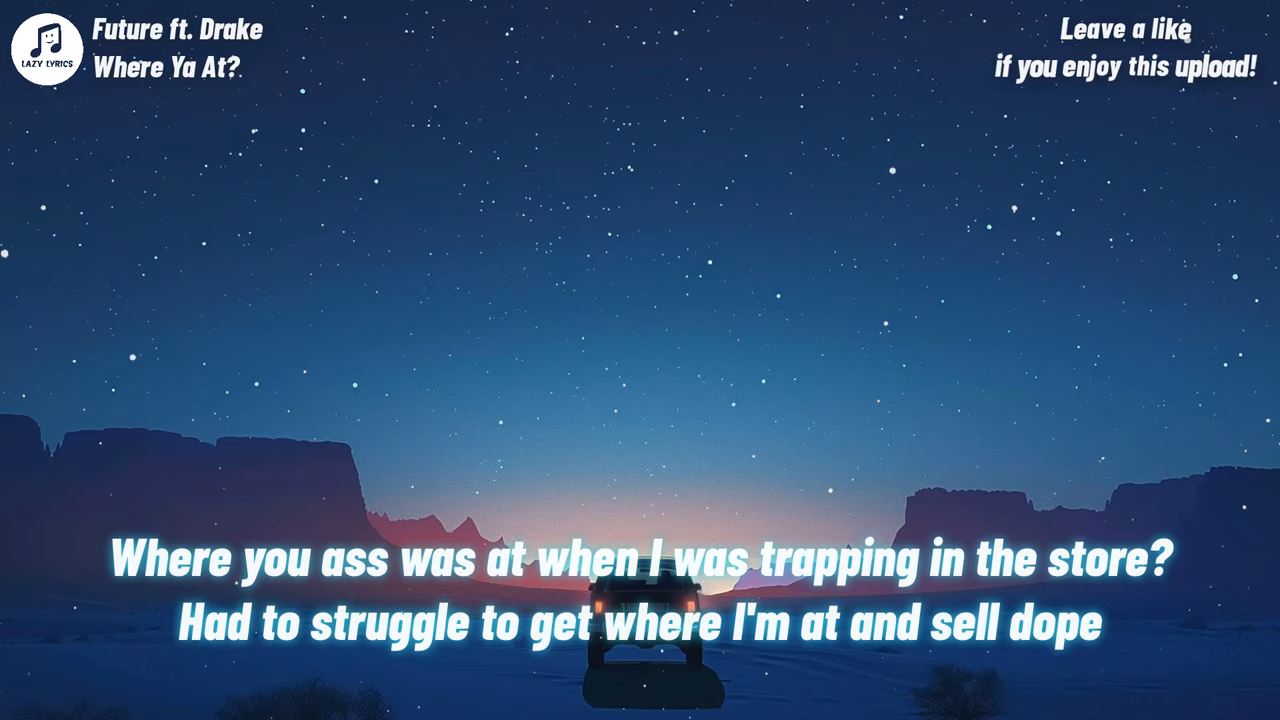 LAZY LYRICS
Future ft. Drake
Where Ya At?
Leave a like
if you enjoy this upload!
Where you ass was at when I was trapping in the store?
Had to struggle to get where I'm at and sell dope